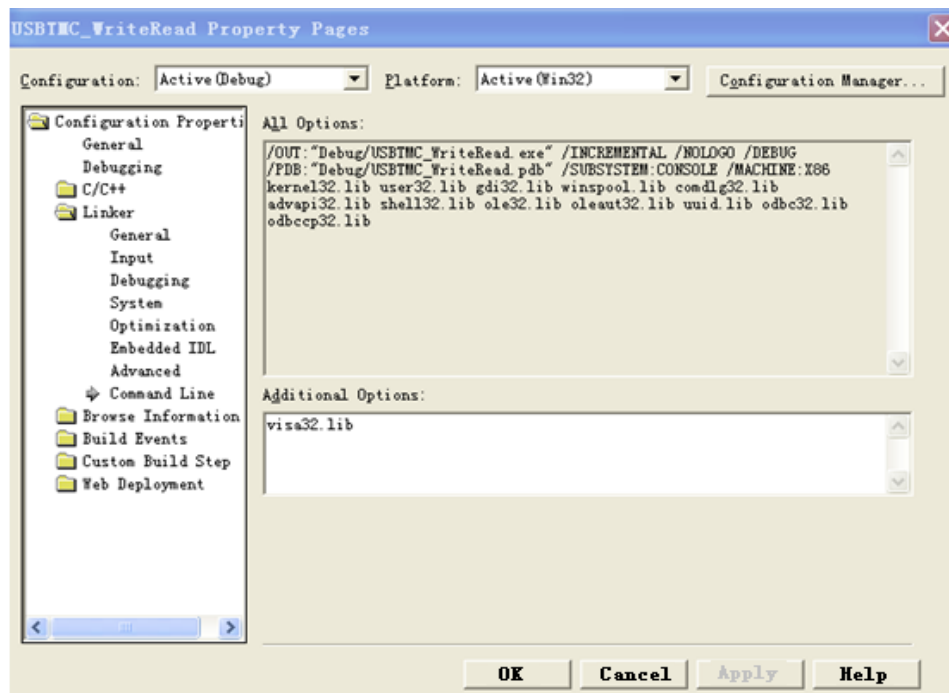 USBTMC_WriteRead Property Pages
Configuration: Active(Debug) Platform: Active(Win32) Configuration Manager...
Configuration Properti
General
Debugging
C/C++
Linker
General
Input
Debugging
System
Optimization
Embedded IDL
Advanced
Command Line
Browse Information
Build Events
Custom Build Step
Web Deployment
All Options:
/OUT:"Debug/USBTMC_WriteRead.exe" /INCREMENTAL /NOLOGO /DEBUG
/PDB:"Debug/USBTMC_WriteRead.pdb" /SUBSYSTEM:CONSOLE /MACHINE:X86
kernel32.lib user32.lib gdi32.lib winspool.lib comdlg32.lib
advapi32.lib shell32.lib ole32.lib oleaut32.lib uuid.lib odbc32.lib
odbccp32.lib
Additional Options:
visa32.lib
OK Cancel Apply Help